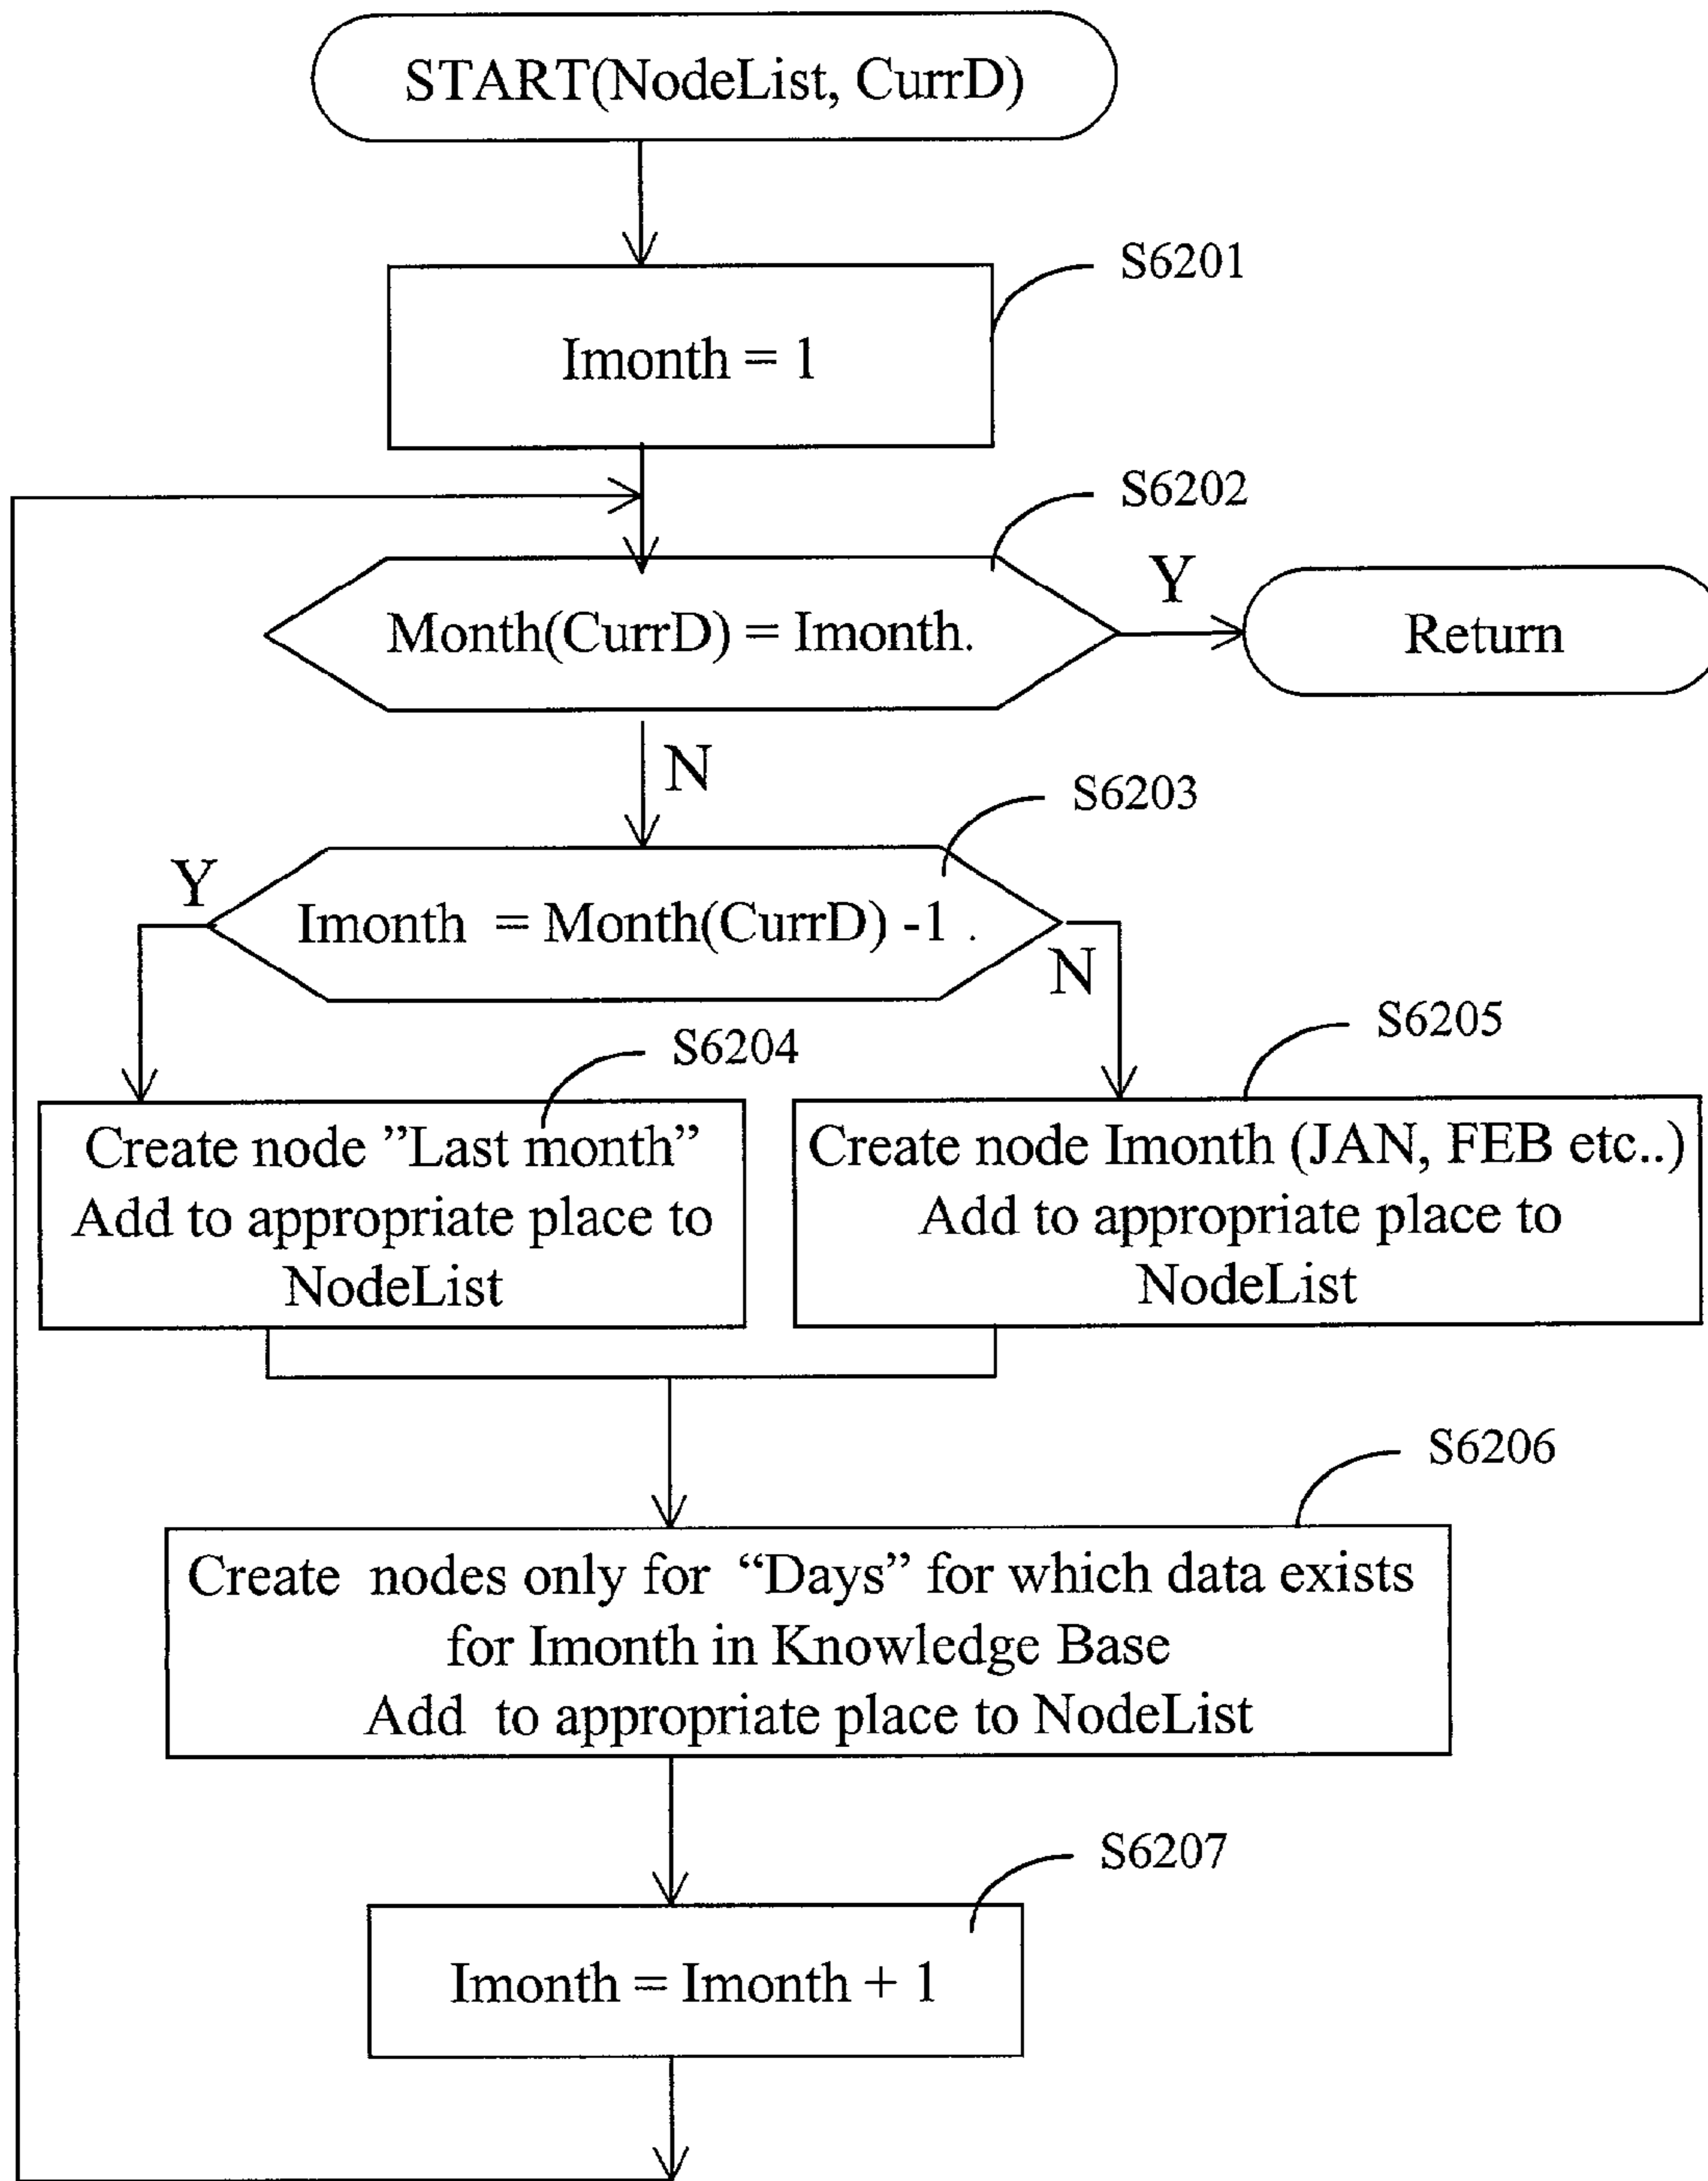 START(NodeList, CurrD)
S6201
Imonth = 1
S6202
Month(CurrD) = Imonth.
Y
Return
N
S6203
Y
Imonth = Month(CurrD) -1 .
N
S6204
S6205
Create node ”Last month”
Add to appropriate place to
NodeList
Create node Imonth (JAN, FEB etc..)
Add to appropriate place to
NodeList
S6206
Create nodes only for “Days” for which data exists
for Imonth in Knowledge Base
Add to appropriate place to NodeList
S6207
Imonth = Imonth + 1